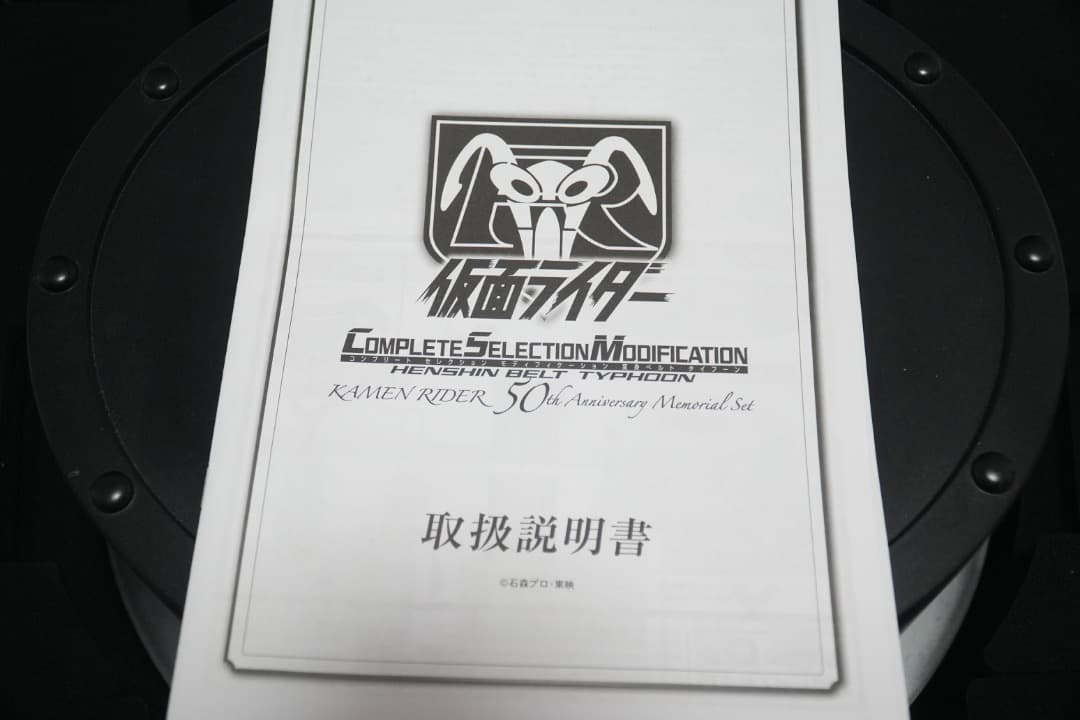 仮面ライダー
COMPLETE SELECTION MODIFICATION
コンプリート セレクション モディフィケーション 変身ベルト タイフーン
HENSHIN BELT TYPHOON
KAMEN RIDER 50th Anniversary Memorial Set
取扱説明書
©石森プロ・東映